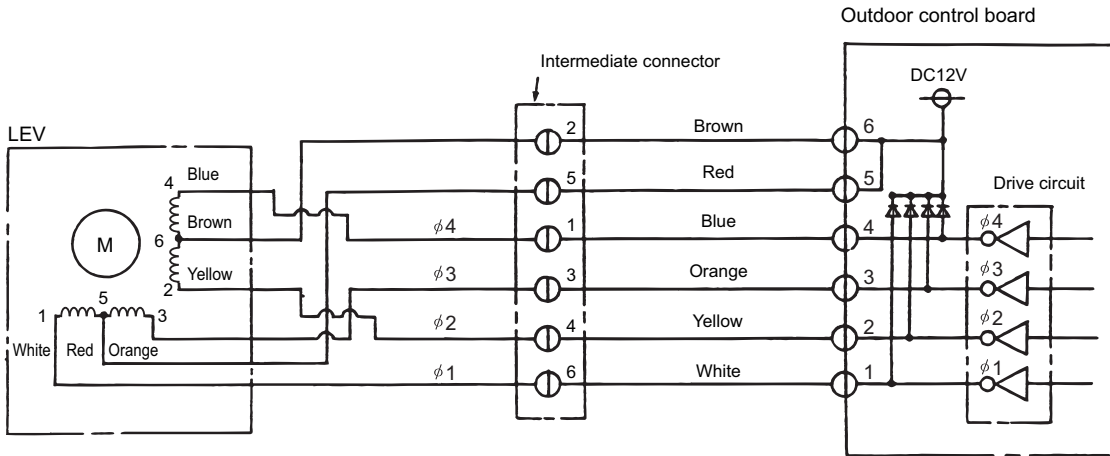 Outdoor control board
Intermediate connector
DC12V
LEV
2 Brown 6
4 Blue
5 Red 5
Drive circuit
Brown
6
φ4 1 Blue 4 φ4
Yellow
2
M
φ3 3 Orange 3 φ3
1 5 3
φ2 4 Yellow 2 φ2
White Red Orange
φ1 6 White 1 φ1